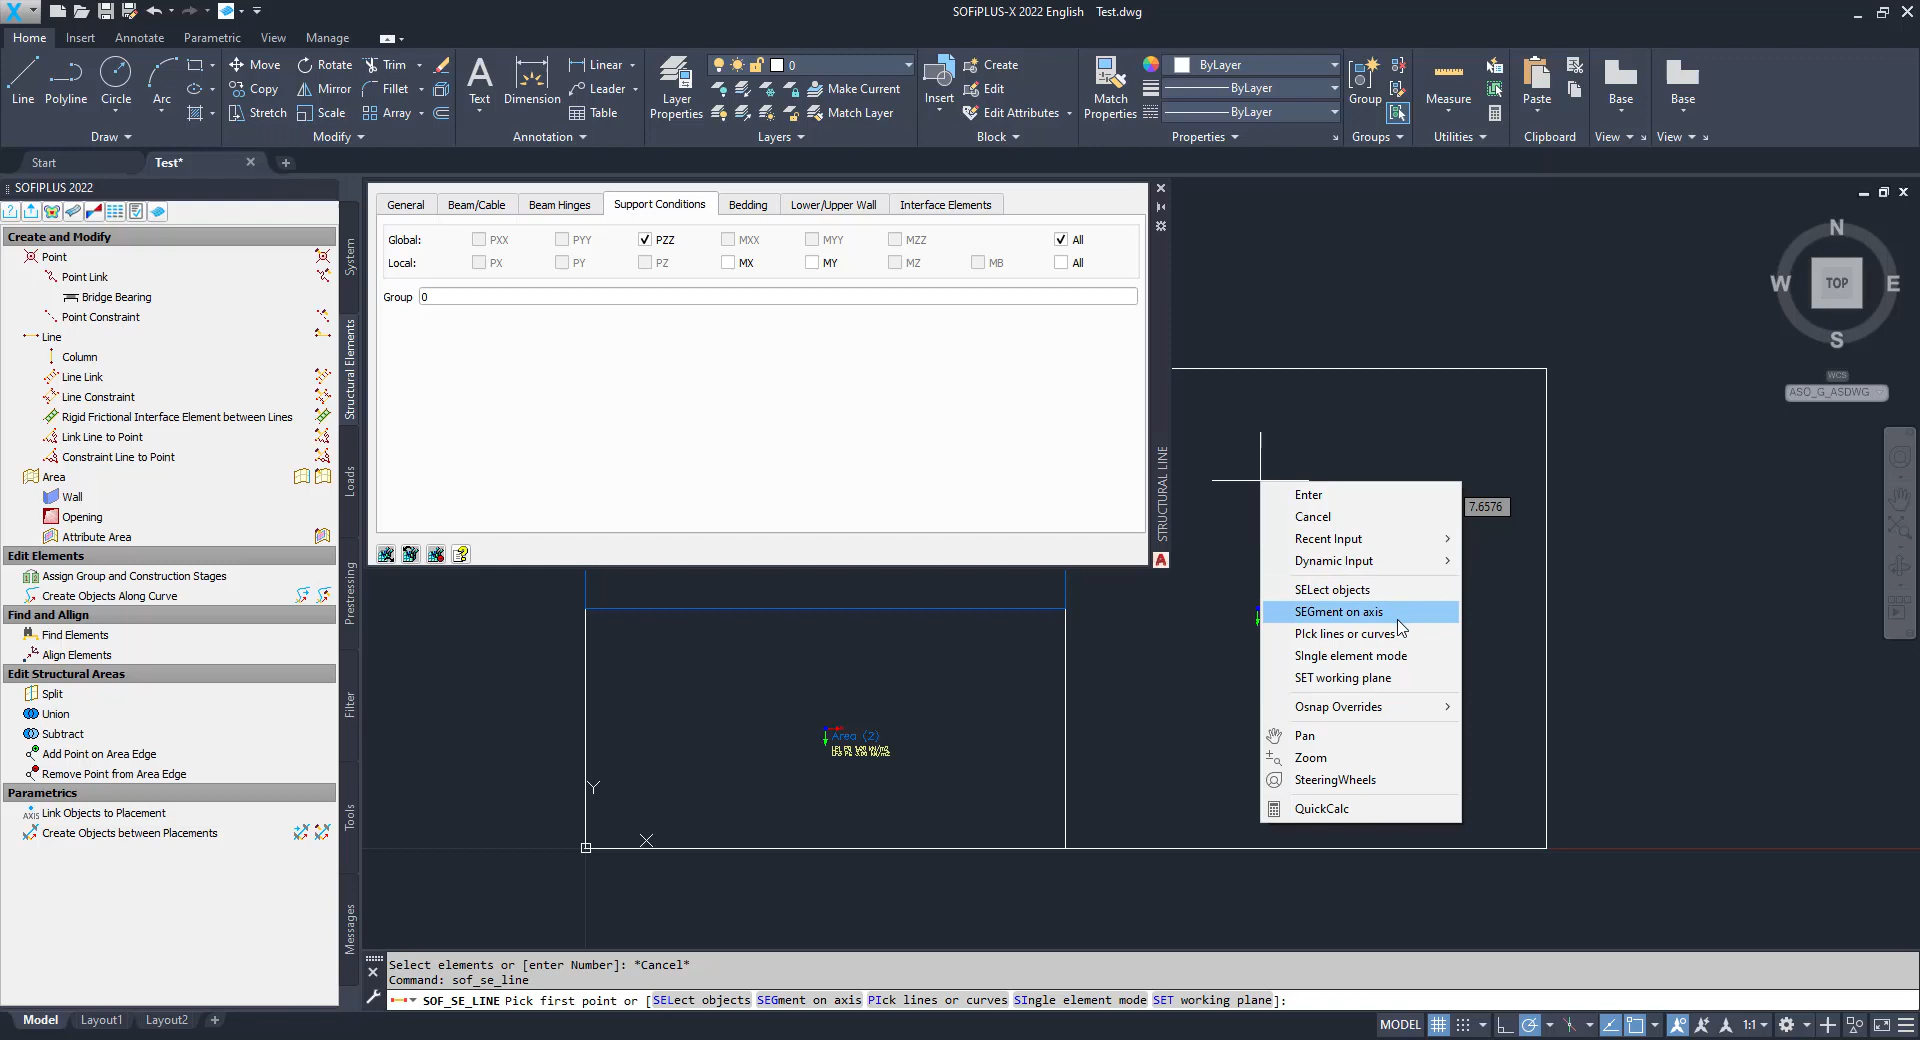 SOFiPLUS-X 2022 English Test.dwg
Home Insert Annotate Parametric View Manage
Line Polyline Circle Arc
Draw
Move Rotate Trim
Copy Mirror Fillet
Stretch Scale Array
Modify
Text Dimension
Linear
Leader
Table
Annotation
Layer Properties
0
Make Current
Match Layer
Layers
Insert
Create
Edit
Edit Attributes
Block
Match Properties
ByLayer
ByLayer
ByLayer
Properties
Group
Groups
Measure
Utilities
Paste
Clipboard
Base
View
Base
View
Start Test*
SOFiPLUS 2022
Create and Modify
Point
Point Link
Bridge Bearing
Point Constraint
Line
Column
Line Link
Line Constraint
Rigid Frictional Interface Element between Lines
Link Line to Point
Constraint Line to Point
Area
Wall
Opening
Attribute Area
Edit Elements
Assign Group and Construction Stages
Create Objects Along Curve
Find and Allign
Find Elements
Align Elements
Edit Structural Areas
Split
Union
Subtract
Add Point on Area Edge
Remove Point from Area Edge
Parametrics
AXIS Link Objects to Placement
Create Objects between Placements
System
Structural Elements
Loads
Prestressing
Filter
Tools
Messages
General Beam/Cable Beam Hinges Support Conditions Bedding Lower/Upper Wall Interface Elements
Global: PXX PYY PZZ MXX MYY MZZ All
Local: PX PY PZ MX MY MZ MB All
Group 0
STRUCTURAL LINE
A
N
W TOP E
S
WCS
ASO_G_ASDWG
7.6576
Enter
Cancel
Recent Input
Dynamic Input
SELect objects
SEGment on axis
PIck lines or curves
SIngle element mode
SET working plane
Osnap Overrides
Pan
Zoom
SteeringWheels
QuickCalc
Area (2)
Y
X
Select elements or [enter Number]: *Cancel*
Command: sof_se_line
SOF_SE_LINE Pick first point or [SELect objects SEGment on axis PIck lines or curves SIngle element mode SET working plane]:
Model Layout1 Layout2
MODEL 1:1